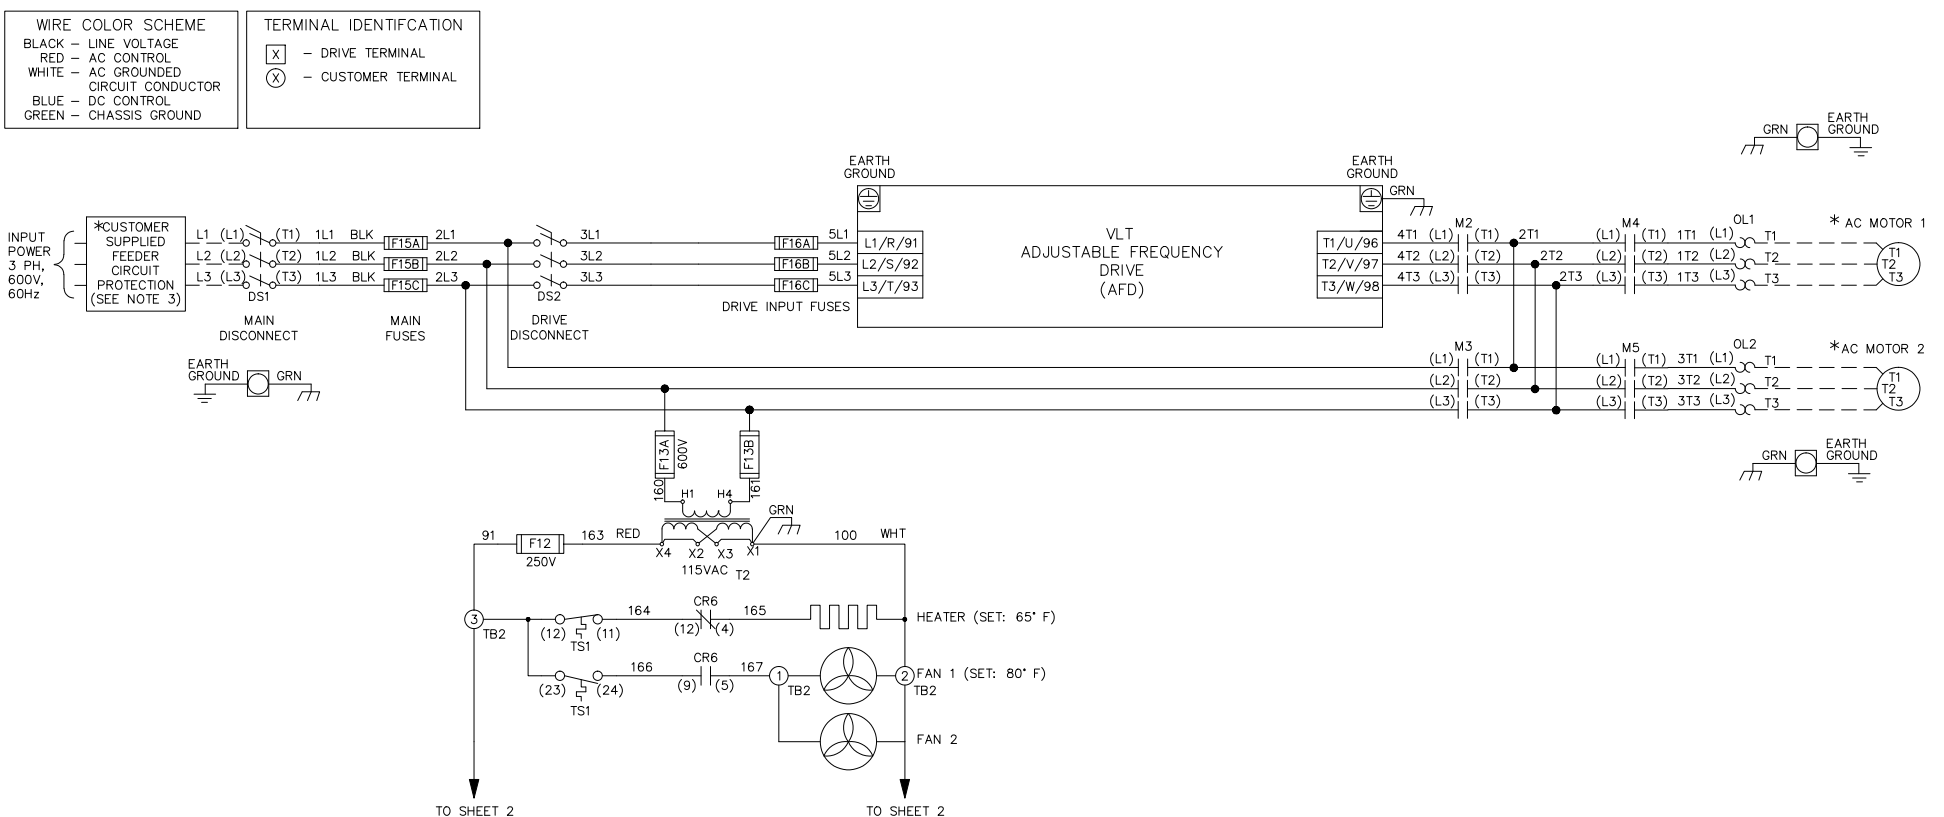 WIRE COLOR SCHEME
BLACK – LINE VOLTAGE
RED – AC CONTROL
WHITE – AC GROUNDED
CIRCUIT CONDUCTOR
BLUE – DC CONTROL
GREEN – CHASSIS GROUND
TERMINAL IDENTIFCATION
X – DRIVE TERMINAL
X – CUSTOMER TERMINAL
GRN
EARTH
GROUND
EARTH
GROUND
EARTH
GROUND
GRN
INPUT
POWER
3 PH,
600V,
60Hz
*CUSTOMER
SUPPLIED
FEEDER
CIRCUIT
PROTECTION
(SEE NOTE 3)
L1 (L1) (T1) 1L1 BLK F15A 2L1 3L1 F16A 5L1 L1/R/91
L2 (L2) (T2) 1L2 BLK F15B 2L2 3L2 F16B 5L2 L2/S/92
L3 (L3) (T3) 1L3 BLK F15C 2L3 3L3 F16C 5L3 L3/T/93
DS1
MAIN
DISCONNECT
MAIN
FUSES
DS2
DRIVE
DISCONNECT
DRIVE INPUT FUSES
VLT
ADJUSTABLE FREQUENCY
DRIVE
(AFD)
M2 M4 OL1 * AC MOTOR 1
T1/U/96 4T1 (L1) (T1) 2T1 (L1) (T1) 1T1 (L1) T1 T1
T2/V/97 4T2 (L2) (T2) 2T2 (L2) (T2) 1T2 (L2) T2 T2
T3/W/98 4T3 (L3) (T3) 2T3 (L3) (T3) 1T3 (L3) T3 T3
M3 M5 OL2 * AC MOTOR 2
(L1) (T1) (L1) (T1) 3T1 (L1) T1 T1
(L2) (T2) (L2) (T2) 3T2 (L2) T2 T2
(L3) (T3) (L3) (T3) 3T3 (L3) T3 T3
EARTH
GROUND
GRN
GRN
EARTH
GROUND
F13A
600V
F13B
160
H1 H4
161
GRN
91 F12 163 RED
250V
X4 X2 X3 X1
115VAC T2
100 WHT
3
TB2
(12) (11)
TS1
164
CR6
(12) (4)
165
HEATER (SET: 65° F)
(23) (24)
TS1
166
CR6
(9) (5)
167
1
TB2
2
TB2
FAN 1 (SET: 80° F)
FAN 2
TO SHEET 2
TO SHEET 2